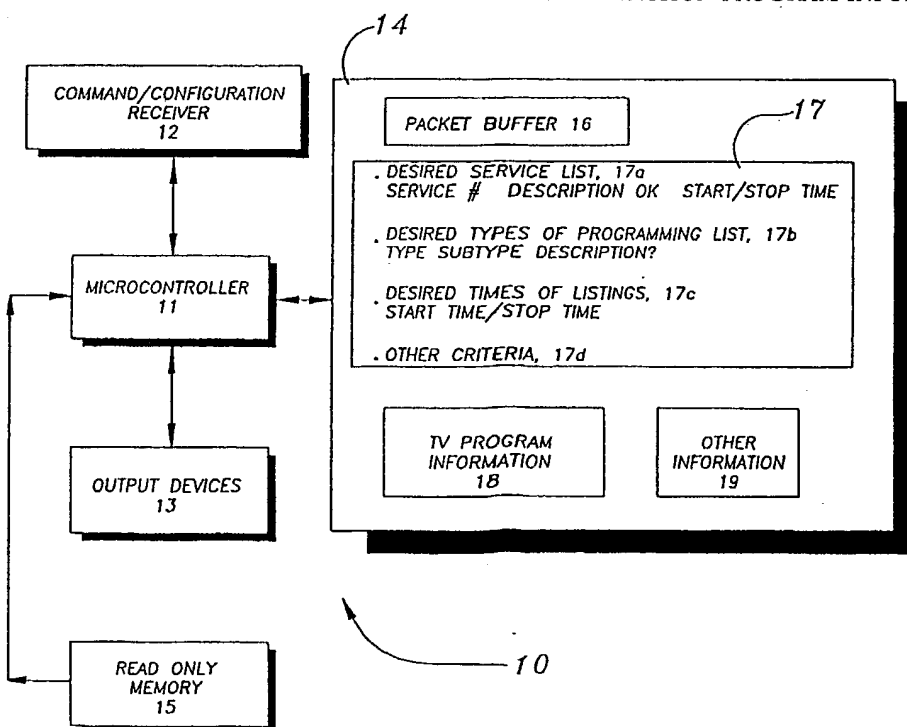 14
COMMAND/CONFIGURATION
RECEIVER
12
PACKET BUFFER 16
17
. DESIRED SERVICE LIST, 17a
SERVICE # DESCRIPTION OK START/STOP TIME
. DESIRED TYPES OF PROGRAMMING LIST, 17b
TYPE SUBTYPE DESCRIPTION?
. DESIRED TIMES OF LISTINGS, 17c
START TIME/STOP TIME
. OTHER CRITERIA, 17d
MICROCONTROLLER
11
TV PROGRAM
INFORMATION
18
OTHER
INFORMATION
19
OUTPUT DEVICES
13
10
READ ONLY
MEMORY
15